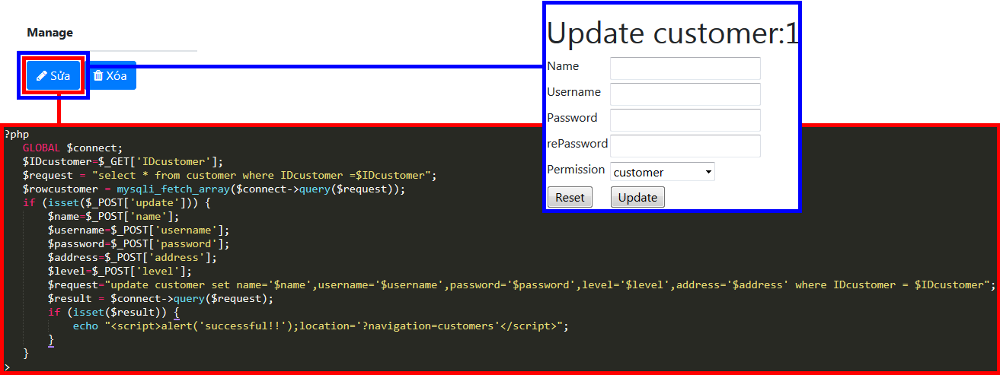 Manage
Sửa
Xóa
Update customer:1
Name
Username
Password
rePassword
Permission customer
Reset Update
?php
GLOBAL $connect;
$IDcustomer=$_GET['IDcustomer'];
$request = "select * from customer where IDcustomer =$IDcustomer";
$rowcustomer = mysqli_fetch_array($connect->query($request));
if (isset($_POST['update'])) {
$name=$_POST['name'];
$username=$_POST['username'];
$password=$_POST['password'];
$address=$_POST['address'];
$level=$_POST['level'];
$request="update customer set name='$name',username='$username',password='$password',level='$level',address='$address' where IDcustomer = $IDcustomer";
$result = $connect->query($request);
if (isset($result)) {
echo "<script>alert('successful!!');location='?navigation=customers'</script>";
}
}
>